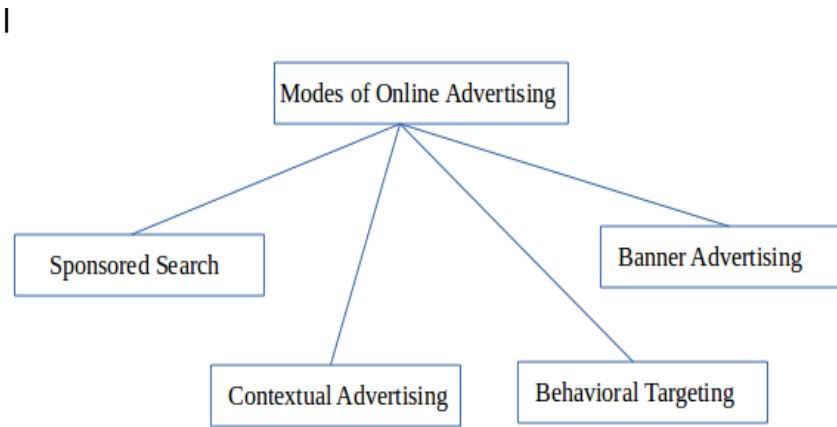 Modes of Online Advertising
Sponsored Search
Banner Advertising
Contextual Advertising
Behavioral Targeting